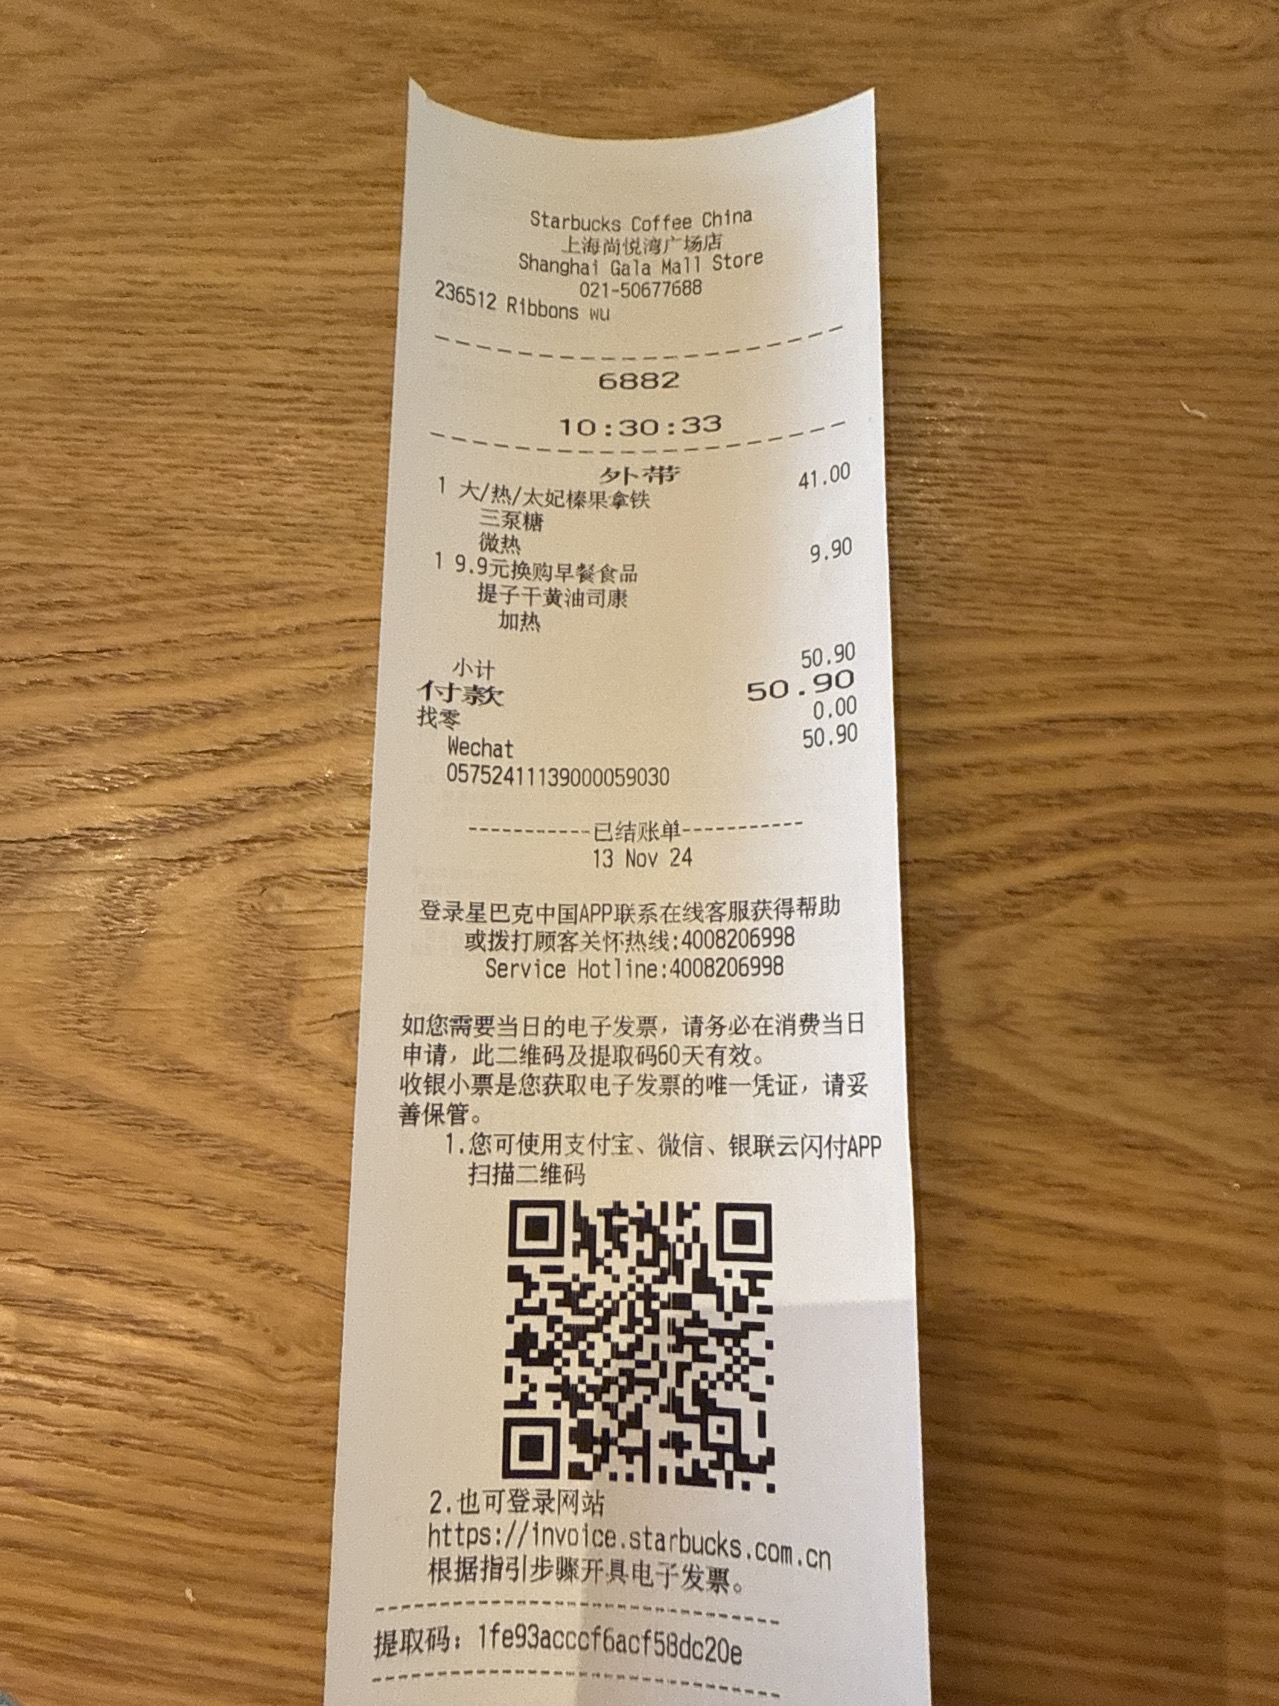 Starbucks Coffee China
上海尚悦湾广场店
Shanghai Gala Mall Store
021-50677688
236512 Ribbons wu
6882
10:30:33
外带
1 大/热/太妃榛果拿铁 41.00
三泵糖
微热
1 9.9元换购早餐食品 9.90
提子干黄油司康
加热
小计 50.90
付款 50.90
找零 0.00
Wechat 50.90
05752411139000059030
-----------已结账单-----------
13 Nov 24
登录星巴克中国APP联系在线客服获得帮助
或拨打顾客关怀热线:4008206998
Service Hotline:4008206998
如您需要当日的电子发票，请务必在消费当日
申请，此二维码及提取码60天有效。
收银小票是您获取电子发票的唯一凭证，请妥
善保管。
1.您可使用支付宝、微信、银联云闪付APP
扫描二维码
2.也可登录网站
https://invoice.starbucks.com.cn
根据指引步骤开具电子发票。
提取码: 1fe93acccf6acf58dc20e